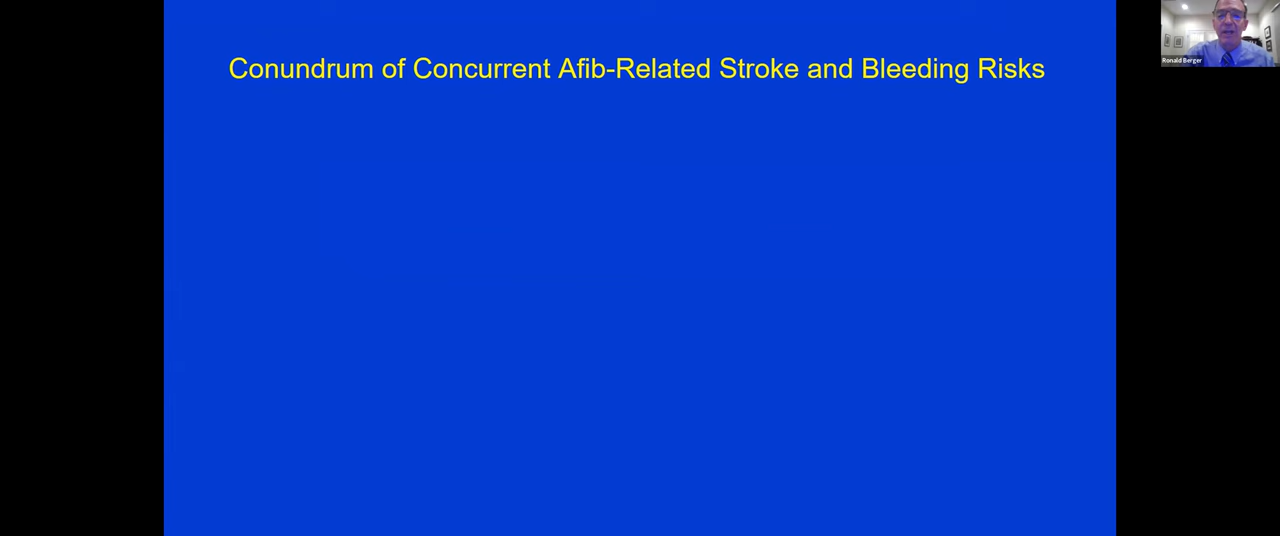 Conundrum of Concurrent Afib-Related Stroke and Bleeding Risks
Ronald Berger